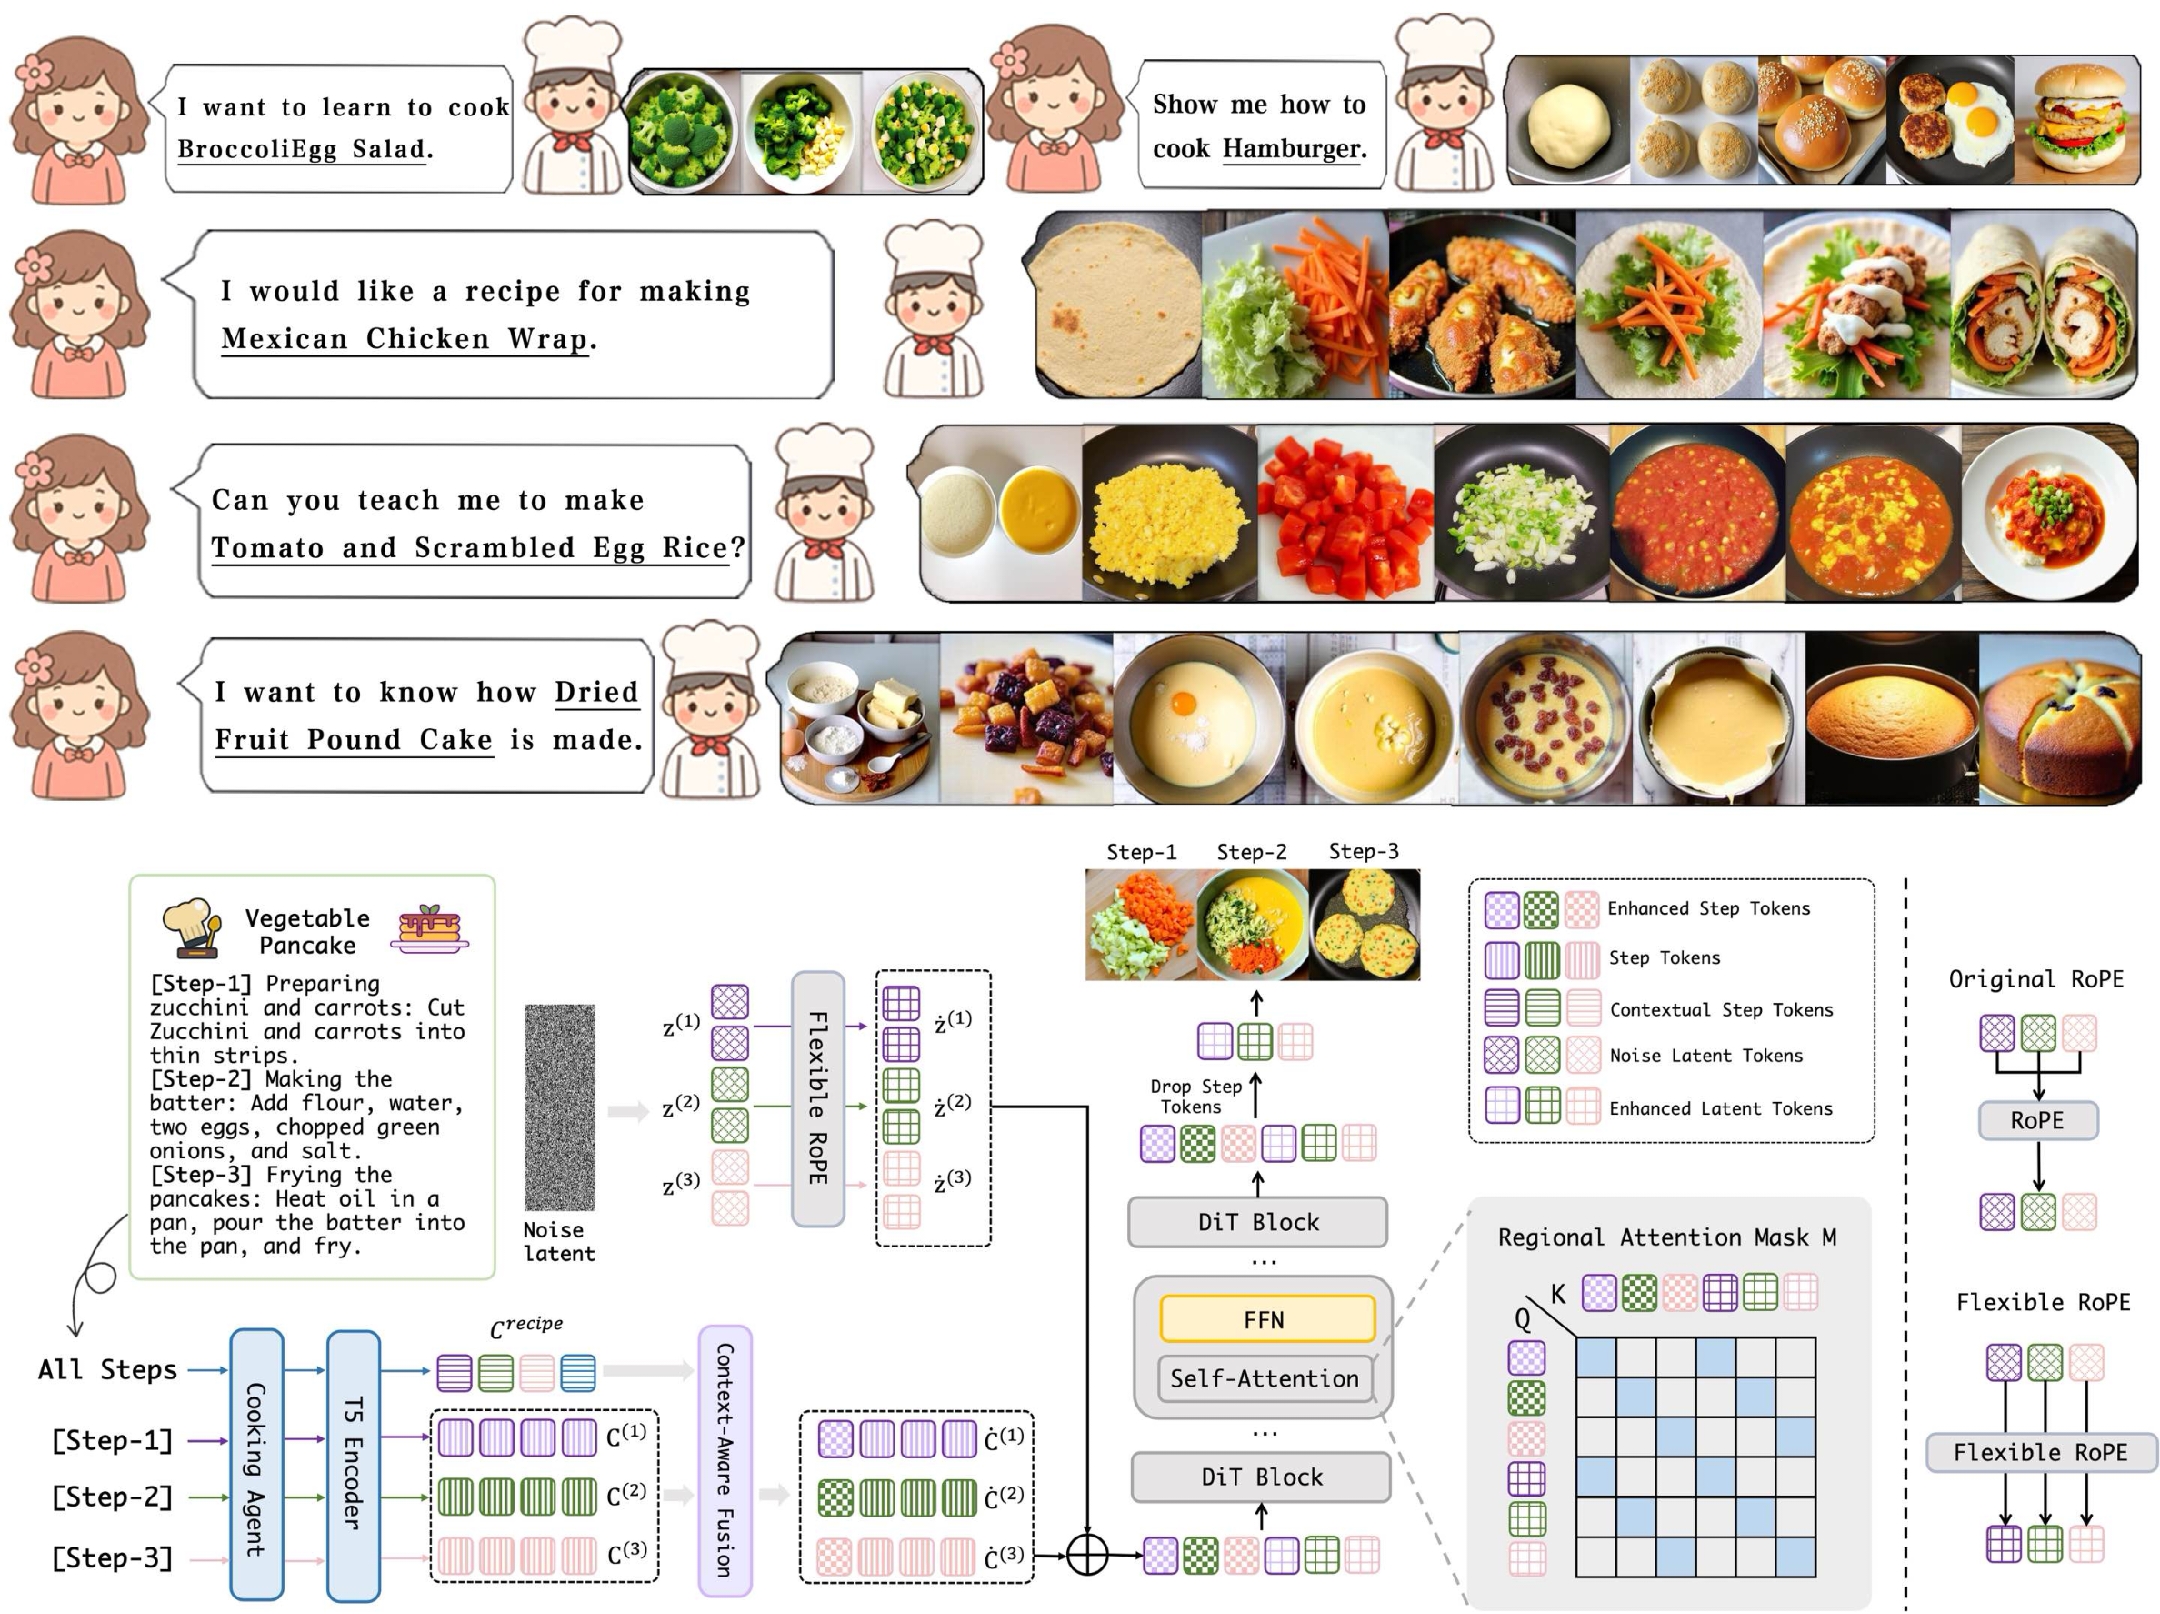 I want to learn to cook
BroccoliEgg Salad.
Show me how to
cook Hamburger.
I would like a recipe for making
Mexican Chicken Wrap.
Can you teach me to make
Tomato and Scrambled Egg Rice?
I want to know how Dried
Fruit Pound Cake is made.
Vegetable
Pancake
[Step-1] Preparing
zucchini and carrots: Cut
Zucchini and carrots into
thin strips.
[Step-2] Making the
batter: Add flour, water,
two eggs, chopped green
onions, and salt.
[Step-3] Frying the
pancakes: Heat oil in a
pan, pour the batter into
the pan, and fry.
Noise
latent
z(1)
z(2)
z(3)
Flexible RoPE
ż(1)
ż(2)
ż(3)
All Steps
[Step-1]
[Step-2]
[Step-3]
Cooking Agent
T5 Encoder
C^recipe
C(1)
C(2)
C(3)
Context-Aware Fusion
Ċ(1)
Ċ(2)
Ċ(3)
Step-1 Step-2 Step-3
Drop Step
Tokens
DiT Block
...
FFN
Self-Attention
...
DiT Block
Enhanced Step Tokens
Step Tokens
Contextual Step Tokens
Noise Latent Tokens
Enhanced Latent Tokens
Regional Attention Mask M
K
Q
Original RoPE
RoPE
Flexible RoPE
Flexible RoPE